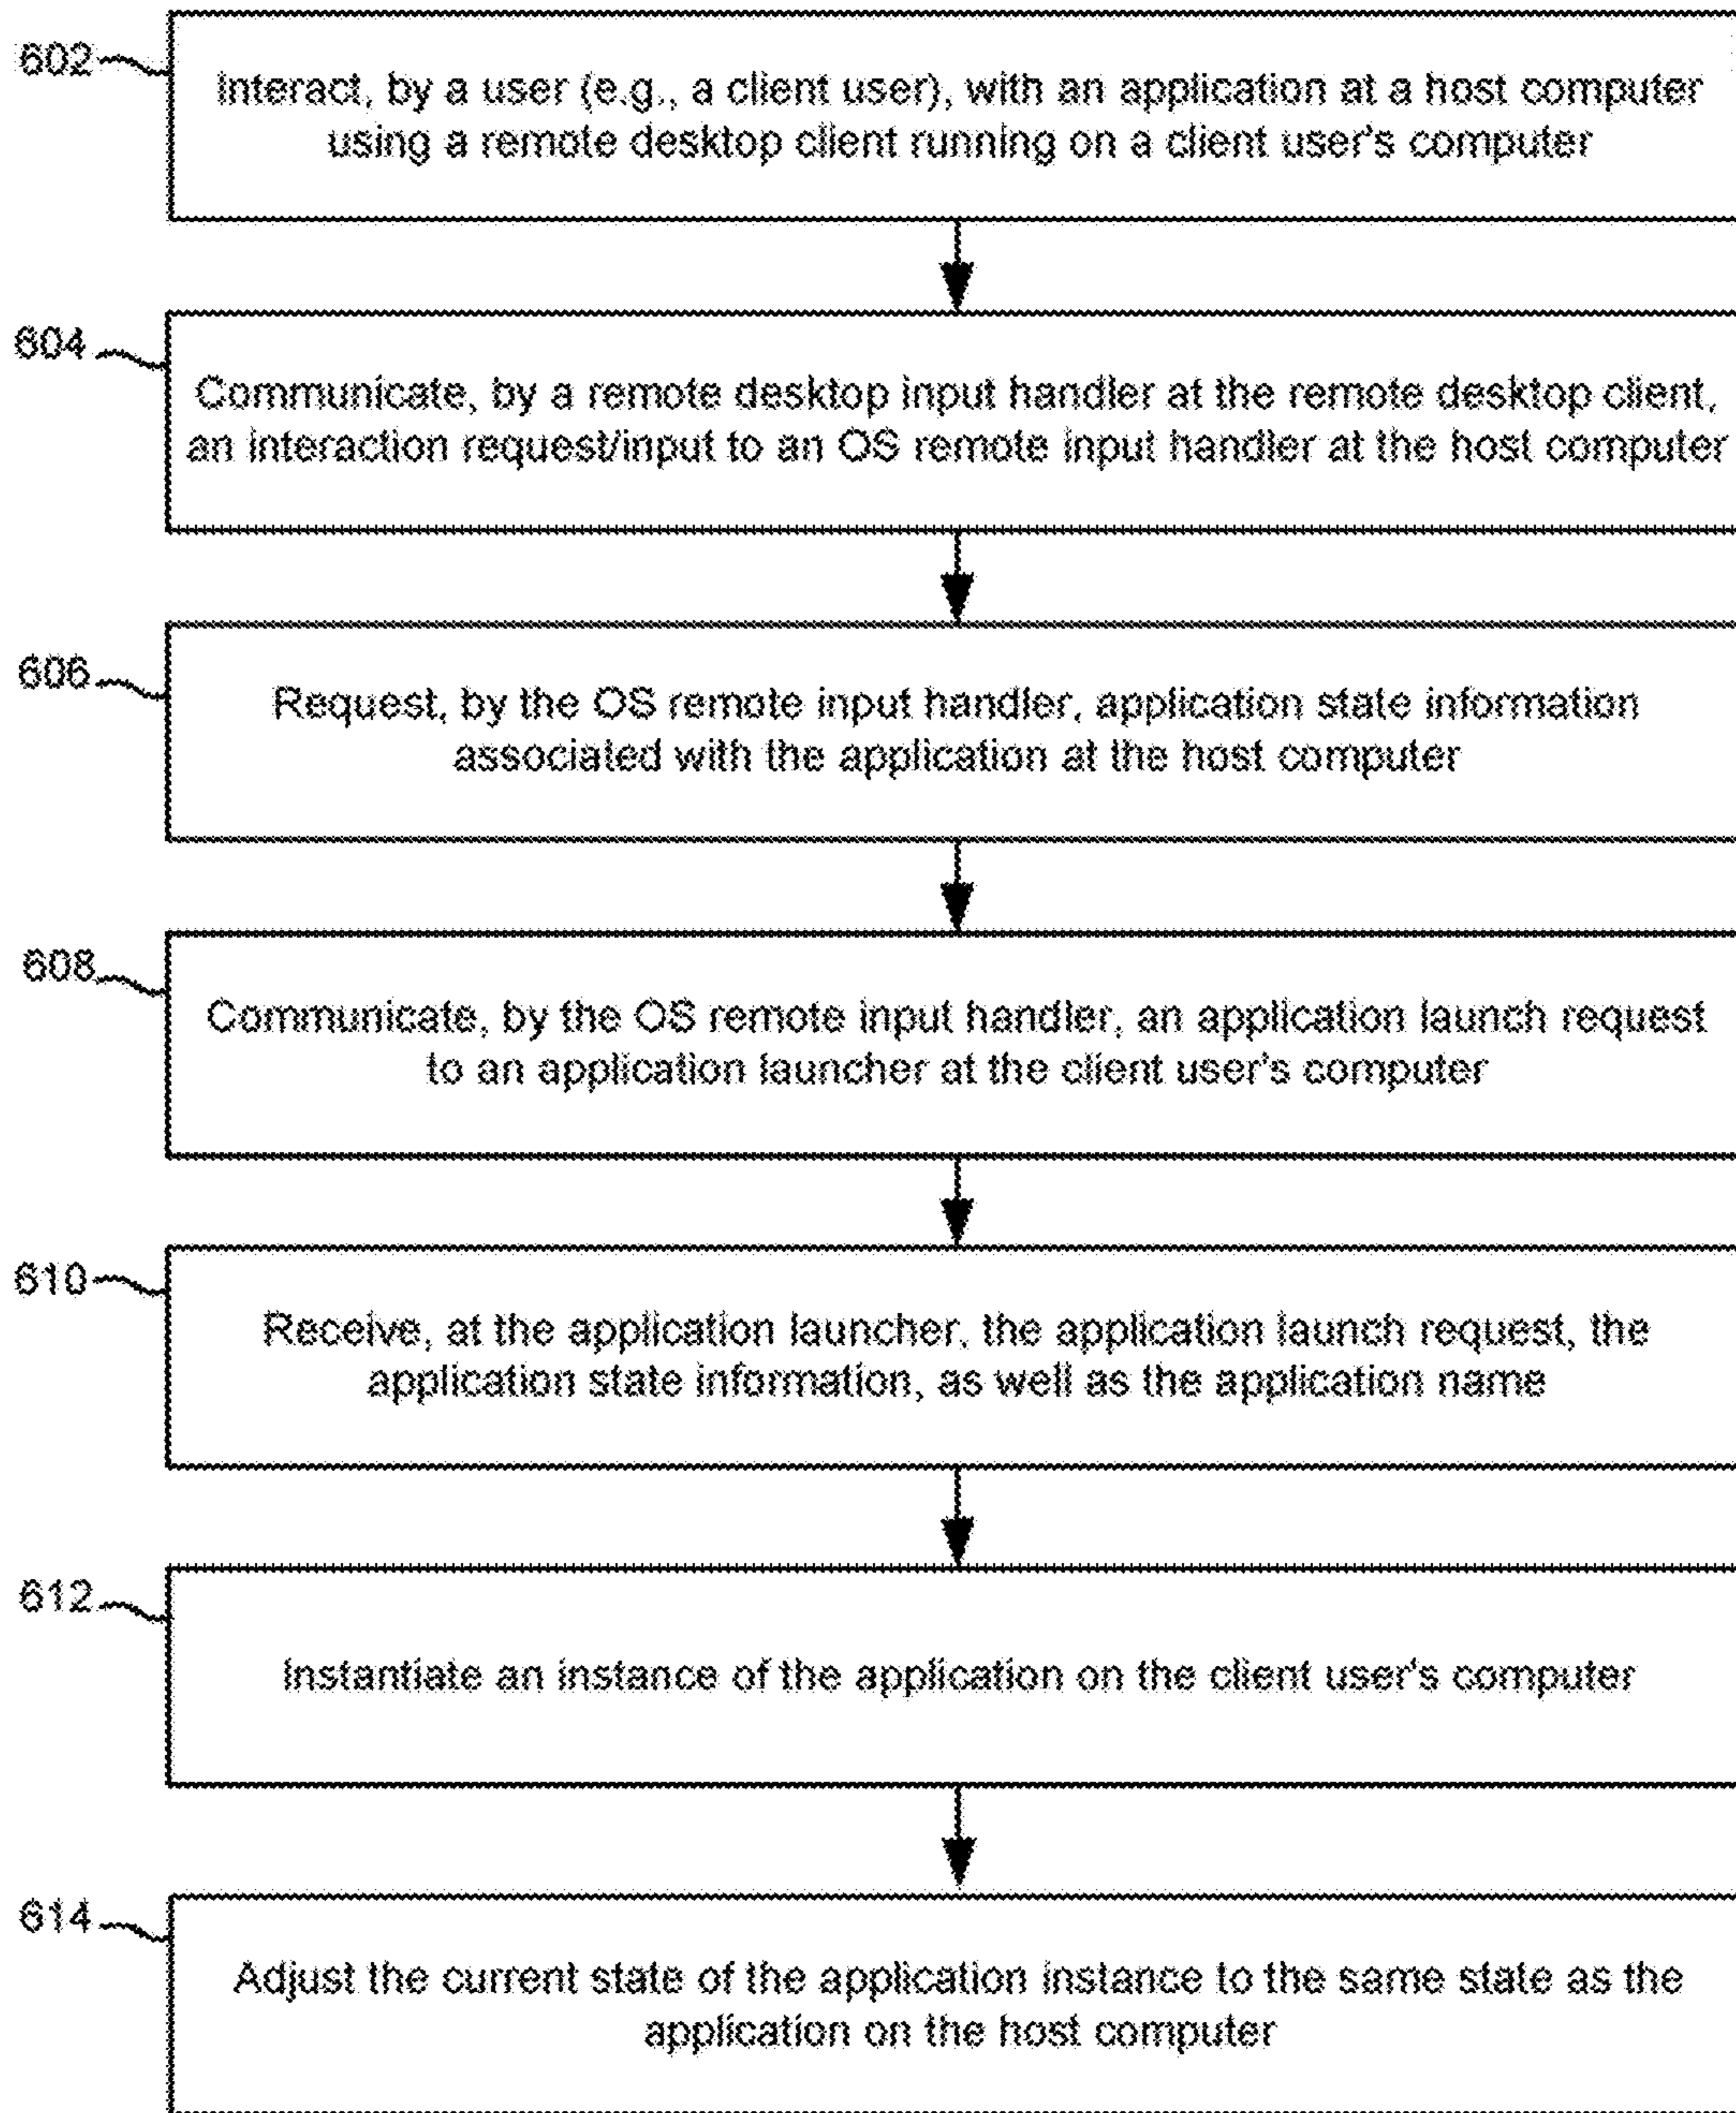 602
Interact, by a user (e.g., a client user), with an application at a host computer
using a remote desktop client running on a client user's computer
604
Communicate, by a remote desktop input handler at the remote desktop client,
an interaction request/input to an OS remote input handler at the host computer
606
Request, by the OS remote input handler, application state information
associated with the application at the host computer
608
Communicate, by the OS remote input handler, an application launch request
to an application launcher at the client user's computer
610
Receive, at the application launcher, the application launch request, the
application state information, as well as the application name
612
Instantiate an instance of the application on the client user's computer
614
Adjust the current state of the application instance to the same state as the
application on the host computer